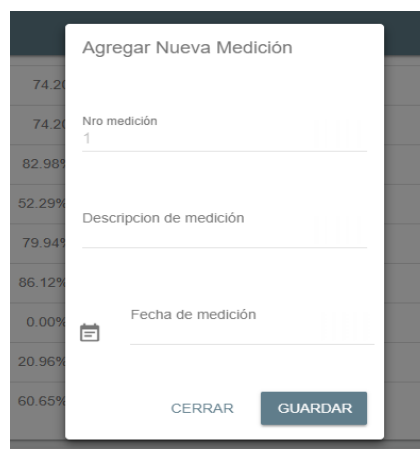 Agregar Nueva Medición
74.20
74.20
Nro medición
1
82.98%
52.29%
Descripcion de medición
79.94%
86.12%
Fecha de medición
0.00%
20.96%
60.65%
CERRAR GUARDAR